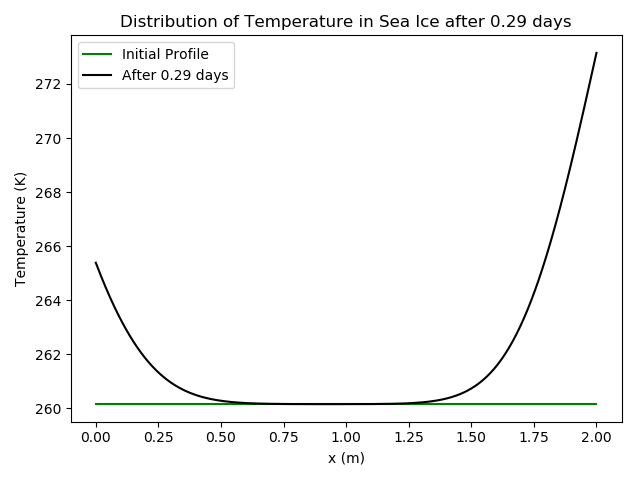 Distribution of Temperature in Sea Ice after 0.29 days
Initial Profile
After 0.29 days
Temperature (K)
272
270
268
266
264
262
260
0.00 0.25 0.50 0.75 1.00 1.25 1.50 1.75 2.00
x (m)